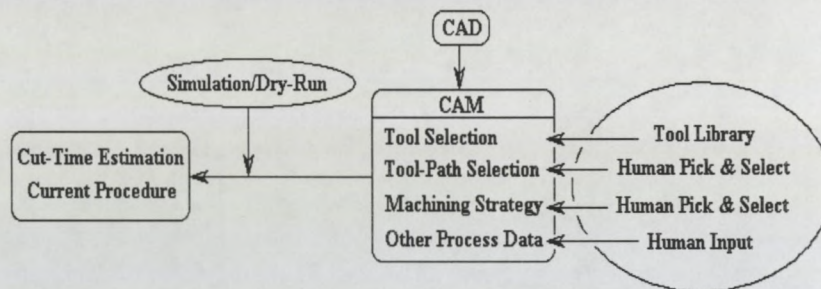 CAD
Simulation/Dry-Run
CAM
Tool Selection
Tool Library
Cut-Time Estimation
Tool-Path Selection
Human Pick & Select
Current Procedure
Machining Strategy
Human Pick & Select
Other Process Data
Human Input